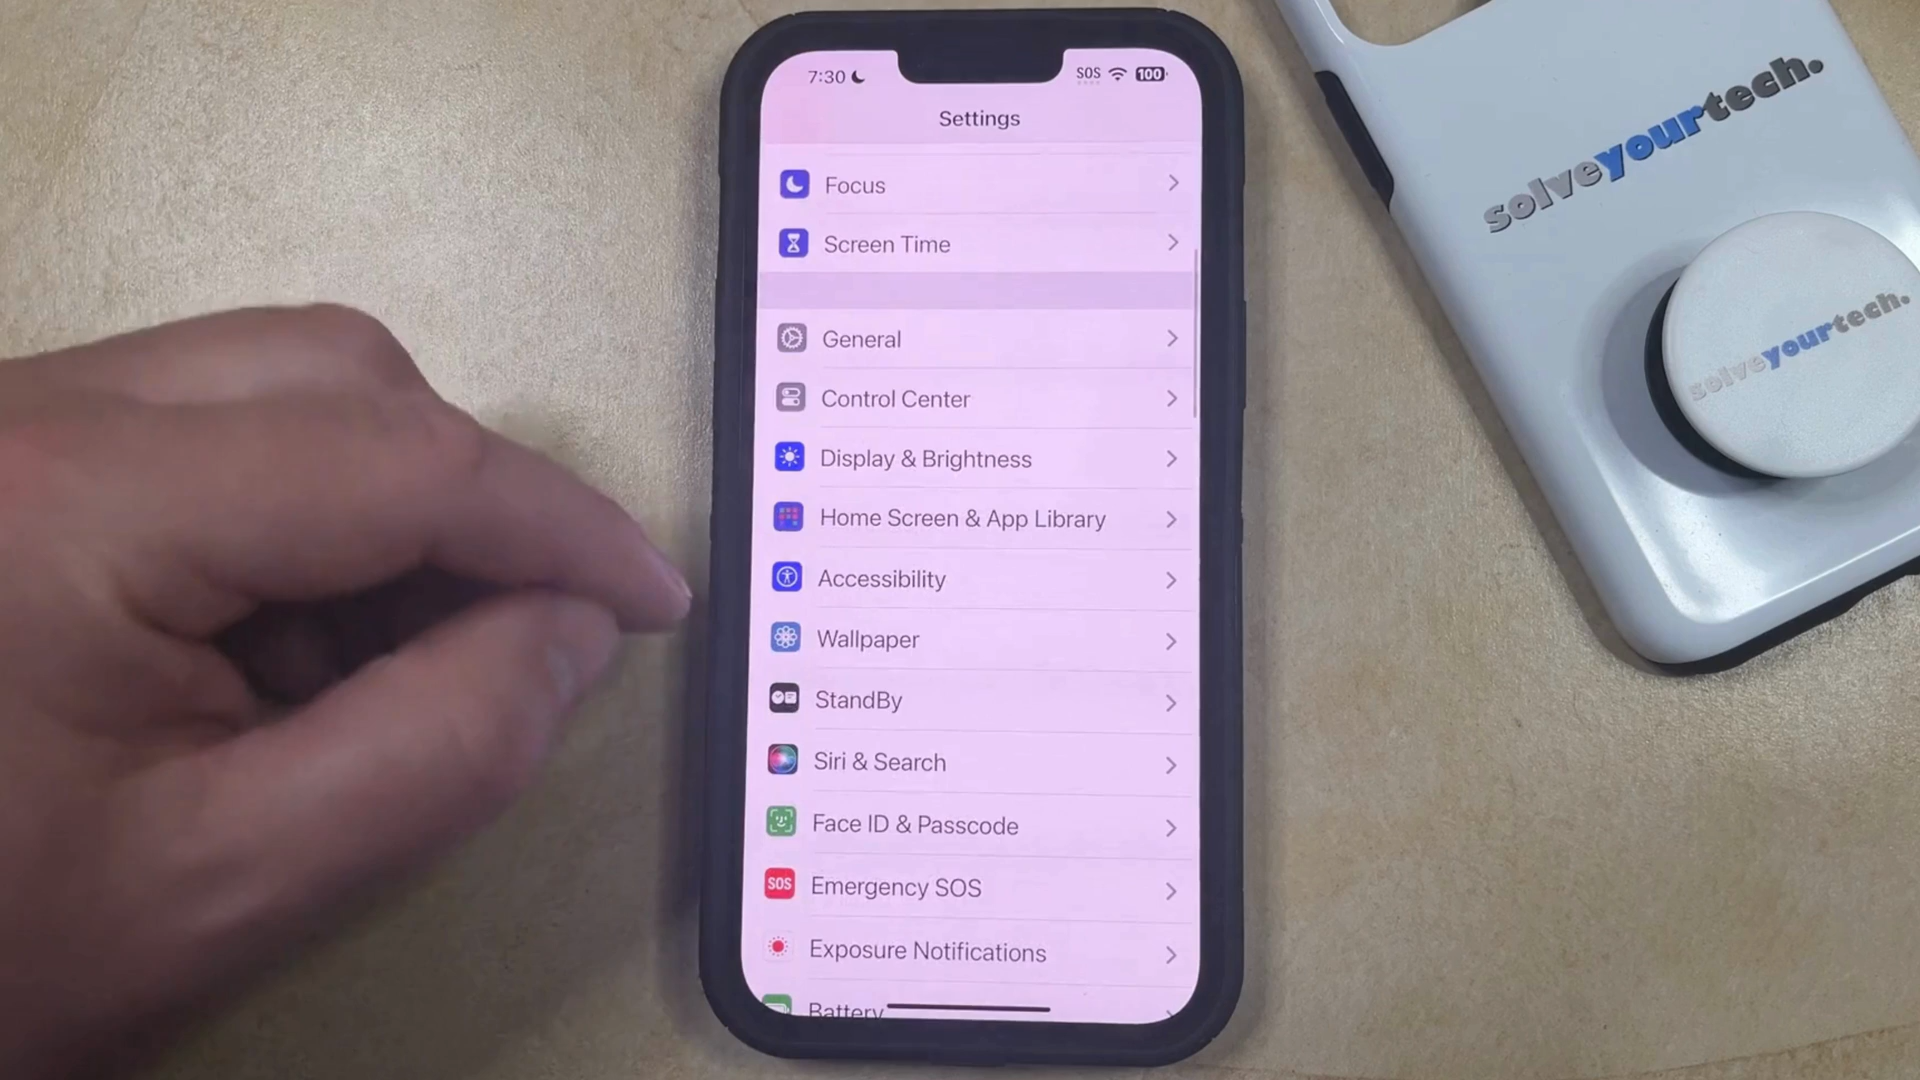 7:30
SOS
100
Settings
Focus
Screen Time
General
Control Center
Display & Brightness
Home Screen & App Library
Accessibility
Wallpaper
StandBy
Siri & Search
Face ID & Passcode
SOS
Emergency SOS
Exposure Notifications
Battery
solveyourtech.
solveyourtech.